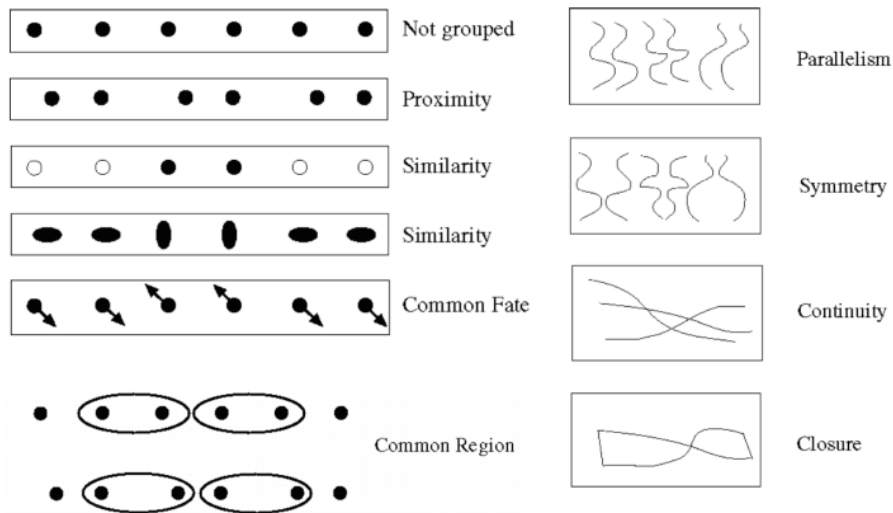 Not grouped
Proximity
Similarity
Similarity
Common Fate
Common Region
Parallelism
Symmetry
Continuity
Closure